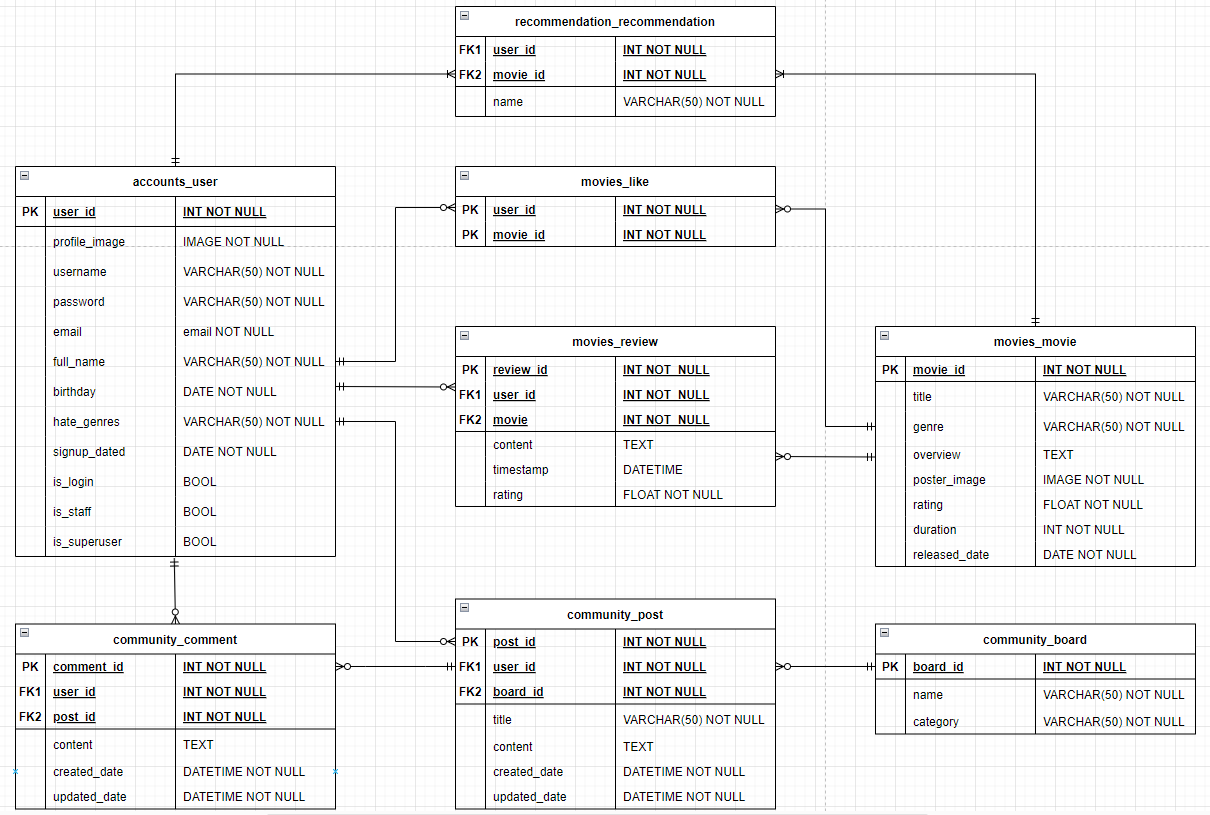 recommendation_recommendation
FK1 user_id INT NOT NULL
FK2 movie_id INT NOT NULL
name VARCHAR(50) NOT NULL
accounts_user
PK user_id INT NOT NULL
profile_image IMAGE NOT NULL
username VARCHAR(50) NOT NULL
password VARCHAR(50) NOT NULL
email email NOT NULL
full_name VARCHAR(50) NOT NULL
birthday DATE NOT NULL
hate_genres VARCHAR(50) NOT NULL
signup_dated DATE NOT NULL
is_login BOOL
is_staff BOOL
is_superuser BOOL
movies_like
PK user_id INT NOT NULL
PK movie_id INT NOT NULL
movies_review
PK review_id INT NOT NULL
FK1 user_id INT NOT NULL
FK2 movie INT NOT NULL
content TEXT
timestamp DATETIME
rating FLOAT NOT NULL
movies_movie
PK movie_id INT NOT NULL
title VARCHAR(50) NOT NULL
genre VARCHAR(50) NOT NULL
overview TEXT
poster_image IMAGE NOT NULL
rating FLOAT NOT NULL
duration INT NOT NULL
released_date DATE NOT NULL
community_comment
PK comment_id INT NOT NULL
FK1 user_id INT NOT NULL
FK2 post_id INT NOT NULL
content TEXT
created_date DATETIME NOT NULL
updated_date DATETIME NOT NULL
community_post
PK post_id INT NOT NULL
FK1 user_id INT NOT NULL
FK2 board_id INT NOT NULL
title VARCHAR(50) NOT NULL
content TEXT
created_date DATETIME NOT NULL
updated_date DATETIME NOT NULL
community_board
PK board_id INT NOT NULL
name VARCHAR(50) NOT NULL
category VARCHAR(50) NOT NULL